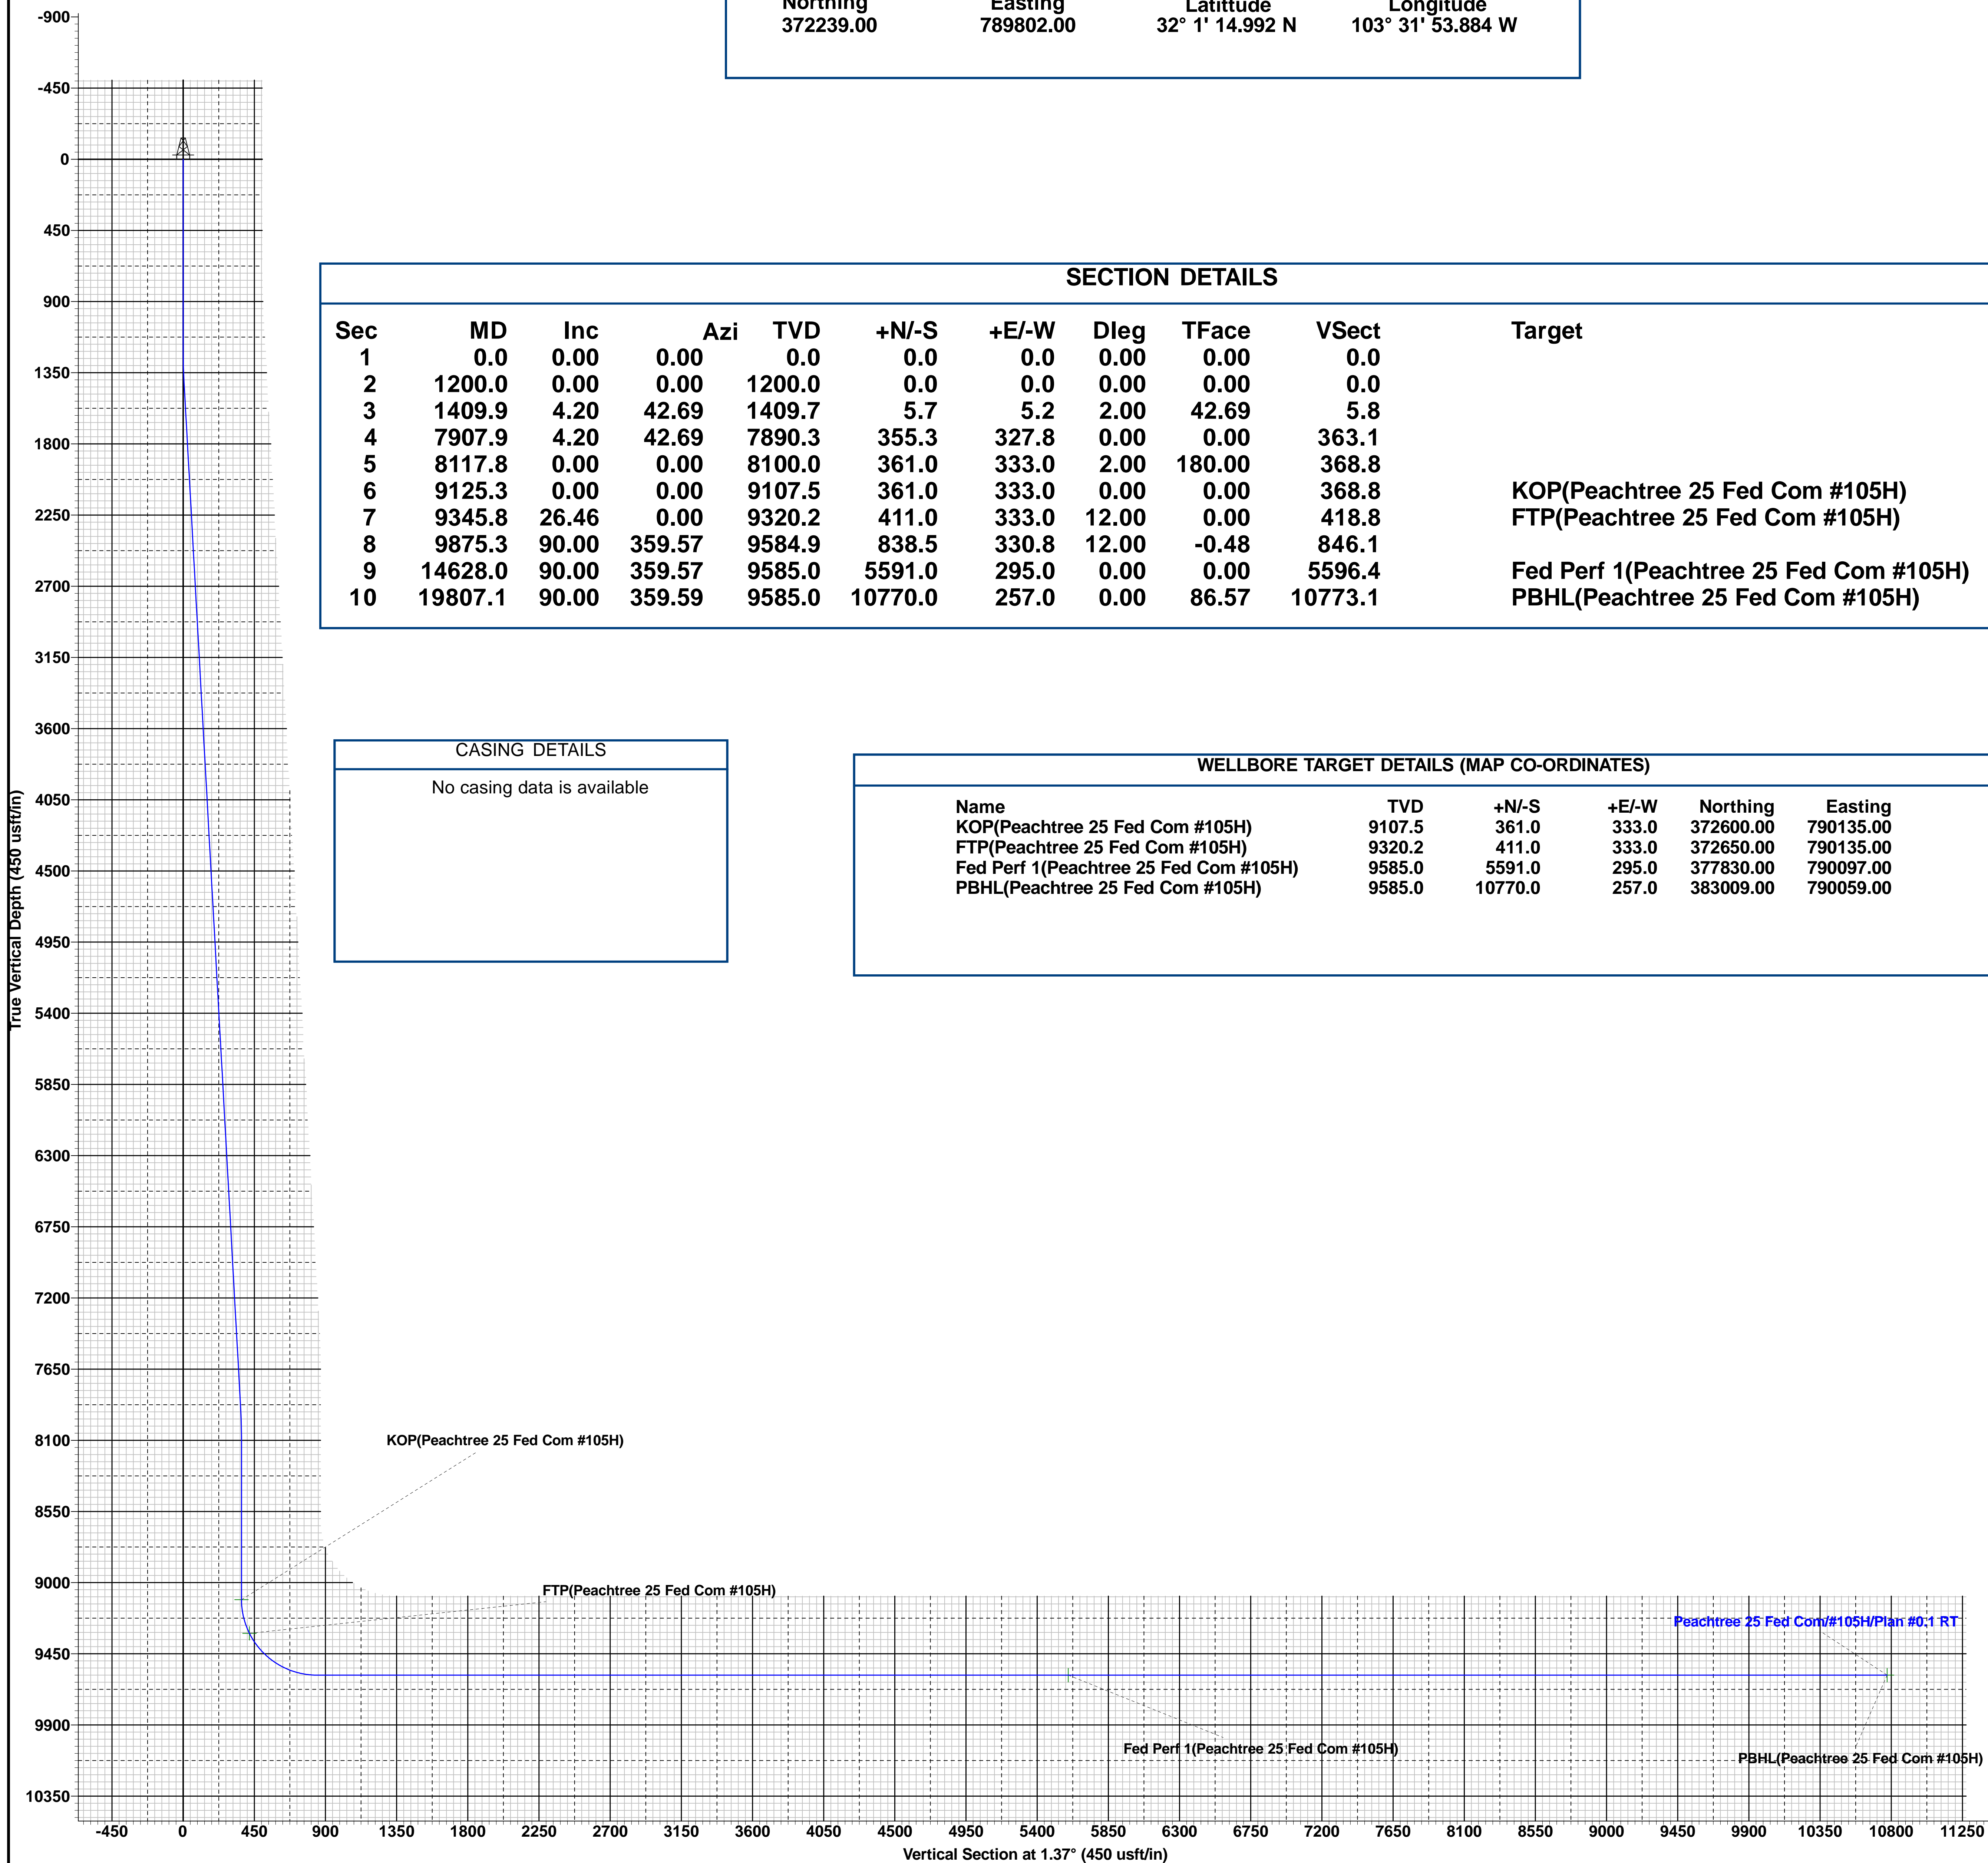 Northing Easting Latittude Longitude
372239.00 789802.00 32° 1' 14.992 N 103° 31' 53.884 W
SECTION DETAILS
Sec MD Inc Azi TVD +N/-S +E/-W Dleg TFace VSect Target
1 0.0 0.00 0.00 0.0 0.0 0.0 0.00 0.00 0.0
2 1200.0 0.00 0.00 1200.0 0.0 0.0 0.00 0.00 0.0
3 1409.9 4.20 42.69 1409.7 5.7 5.2 2.00 42.69 5.8
4 7907.9 4.20 42.69 7890.3 355.3 327.8 0.00 0.00 363.1
5 8117.8 0.00 0.00 8100.0 361.0 333.0 2.00 180.00 368.8
6 9125.3 0.00 0.00 9107.5 361.0 333.0 0.00 0.00 368.8 KOP(Peachtree 25 Fed Com #105H)
7 9345.8 26.46 0.00 9320.2 411.0 333.0 12.00 0.00 418.8 FTP(Peachtree 25 Fed Com #105H)
8 9875.3 90.00 359.57 9584.9 838.5 330.8 12.00 -0.48 846.1
9 14628.0 90.00 359.57 9585.0 5591.0 295.0 0.00 0.00 5596.4 Fed Perf 1(Peachtree 25 Fed Com #105H)
10 19807.1 90.00 359.59 9585.0 10770.0 257.0 0.00 86.57 10773.1 PBHL(Peachtree 25 Fed Com #105H)
CASING DETAILS
No casing data is available
WELLBORE TARGET DETAILS (MAP CO-ORDINATES)
Name TVD +N/-S +E/-W Northing Easting
KOP(Peachtree 25 Fed Com #105H) 9107.5 361.0 333.0 372600.00 790135.00
FTP(Peachtree 25 Fed Com #105H) 9320.2 411.0 333.0 372650.00 790135.00
Fed Perf 1(Peachtree 25 Fed Com #105H) 9585.0 5591.0 295.0 377830.00 790097.00
PBHL(Peachtree 25 Fed Com #105H) 9585.0 10770.0 257.0 383009.00 790059.00
True Vertical Depth (450 usft/in)
-900
-450
0
450
900
1350
1800
2250
2700
3150
3600
4050
4500
4950
5400
5850
6300
6750
7200
7650
8100
8550
9000
9450
9900
10350
KOP(Peachtree 25 Fed Com #105H)
FTP(Peachtree 25 Fed Com #105H)
Peachtree 25 Fed Com/#105H/Plan #0.1 RT
Fed Perf 1(Peachtree 25 Fed Com #105H)
PBHL(Peachtree 25 Fed Com #105H)
-450 0 450 900 1350 1800 2250 2700 3150 3600 4050 4500 4950 5400 5850 6300 6750 7200 7650 8100 8550 9000 9450 9900 10350 10800 11250
Vertical Section at 1.37° (450 usft/in)